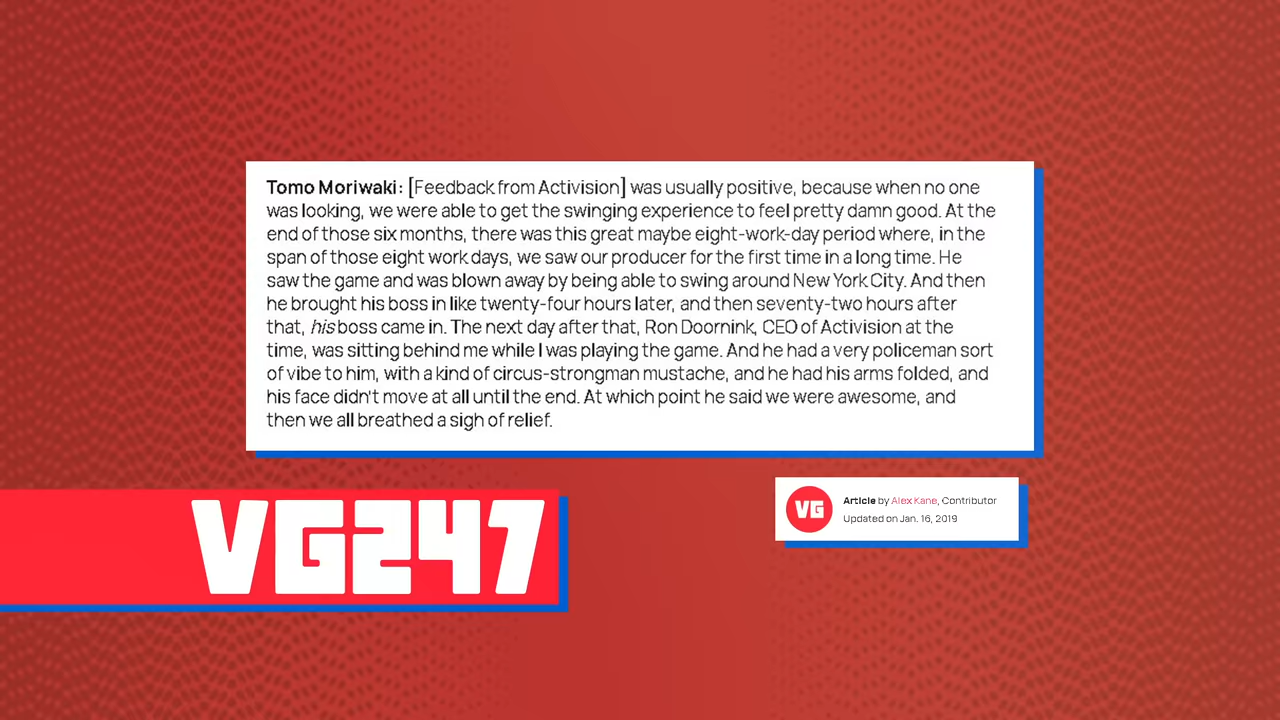 Tomo Moriwaki: [Feedback from Activision] was usually positive, because when no one
was looking, we were able to get the swinging experience to feel pretty damn good. At the
end of those six months, there was this great maybe eight-work-day period where, in the
span of those eight work days, we saw our producer for the first time in a long time. He
saw the game and was blown away by being able to swing around New York City. And then
he brought his boss in like twenty-four hours later, and then seventy-two hours after
that, his boss came in. The next day after that, Ron Doornink, CEO of Activision at the
time, was sitting behind me while I was playing the game. And he had a very policeman sort
of vibe to him, with a kind of circus-strongman mustache, and he had his arms folded, and
his face didn't move at all until the end. At which point he said we were awesome, and
then we all breathed a sigh of relief.
VG247
VG
Article by Alex Kane, Contributor
Updated on Jan. 16, 2019